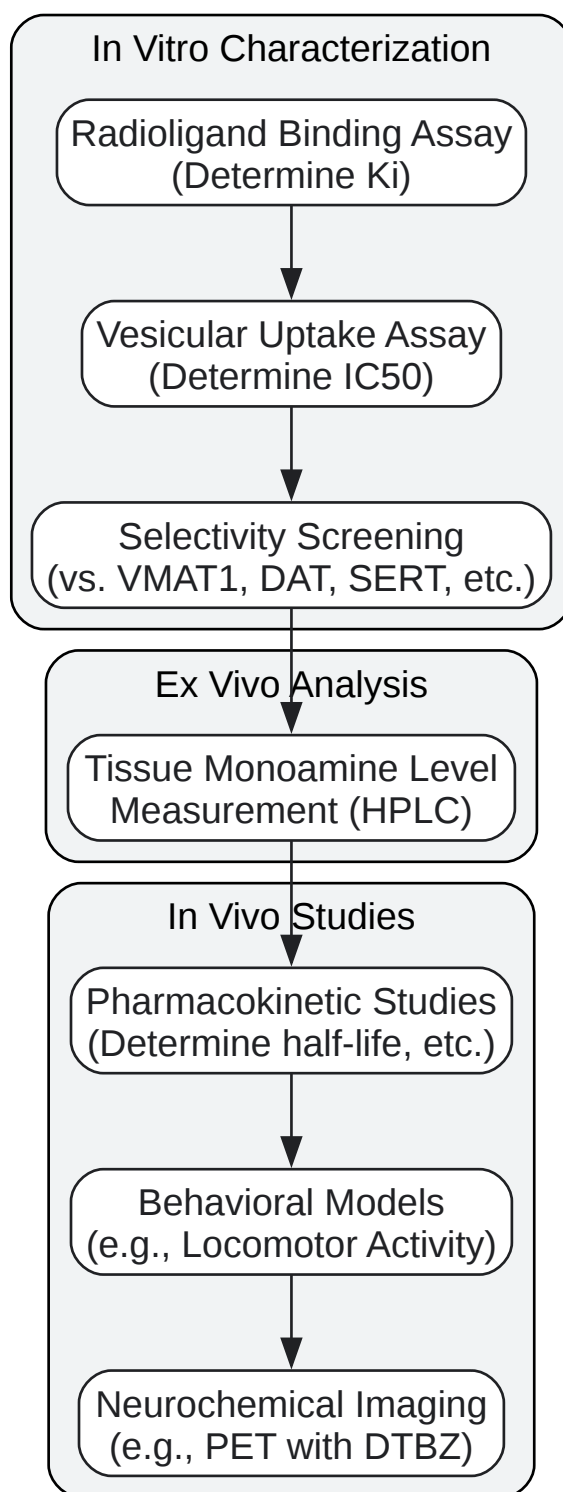 In Vitro Characterization
Radioligand Binding Assay
(Determine Ki)
Vesicular Uptake Assay
(Determine IC50)
Selectivity Screening
(vs. VMAT1, DAT, SERT, etc.)
Ex Vivo Analysis
Tissue Monoamine Level
Measurement (HPLC)
In Vivo Studies
Pharmacokinetic Studies
(Determine half-life, etc.)
Behavioral Models
(e.g., Locomotor Activity)
Neurochemical Imaging
(e.g., PET with DTBZ)